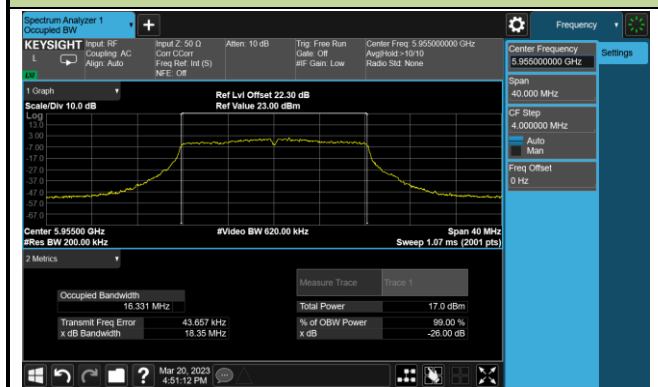 Spectrum Analyzer 1
Occupied BW
Frequency
KEYSIGHT
L
Input: RF
Coupling: AC
Align: Auto
Input Z: 50 Ω
Corr CCorr
Freq Ref: Int (S)
NFE: Off
Atten: 10 dB
Trig: Free Run
Gate: Off
#IF Gain: Low
Center Freq: 5.955000000 GHz
Avg|Hold:>10/10
Radio Std: None
Center Frequency
5.955000000 GHz
Settings
Span
40.000 MHz
CF Step
4.000000 MHz
Auto
Man
Freq Offset
0 Hz
1 Graph
Scale/Div 10.0 dB
Ref Lvl Offset 22.30 dB
Ref Value 23.00 dBm
Log
13.0
3.00
-7.00
-17.0
-27.0
-37.0
-47.0
-57.0
-67.0
Center 5.95500 GHz
#Res BW 200.00 kHz
#Video BW 620.00 kHz
Span 40 MHz
Sweep 1.07 ms (2001 pts)
2 Metrics
Measure Trace
Trace 1
Occupied Bandwidth
16.331 MHz
Total Power
17.0 dBm
Transmit Freq Error
43.657 kHz
% of OBW Power
99.00 %
x dB Bandwidth
18.35 MHz
x dB
-26.00 dB
Mar 20, 2023
4:51:12 PM